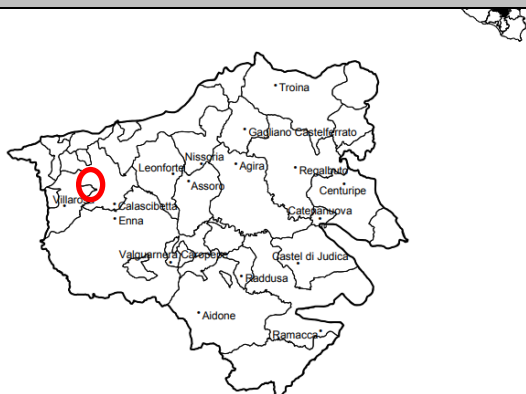 Troina
Gagliano Castelferrato
Nissoria
Leonforte
Agira
Regalbuto
Assoro
Centuripe
Villarosa
Calascibetta
Catenanuova
Enna
Valguarnera Caropepe
Castel di Judica
Raddusa
Aidone
Ramacca